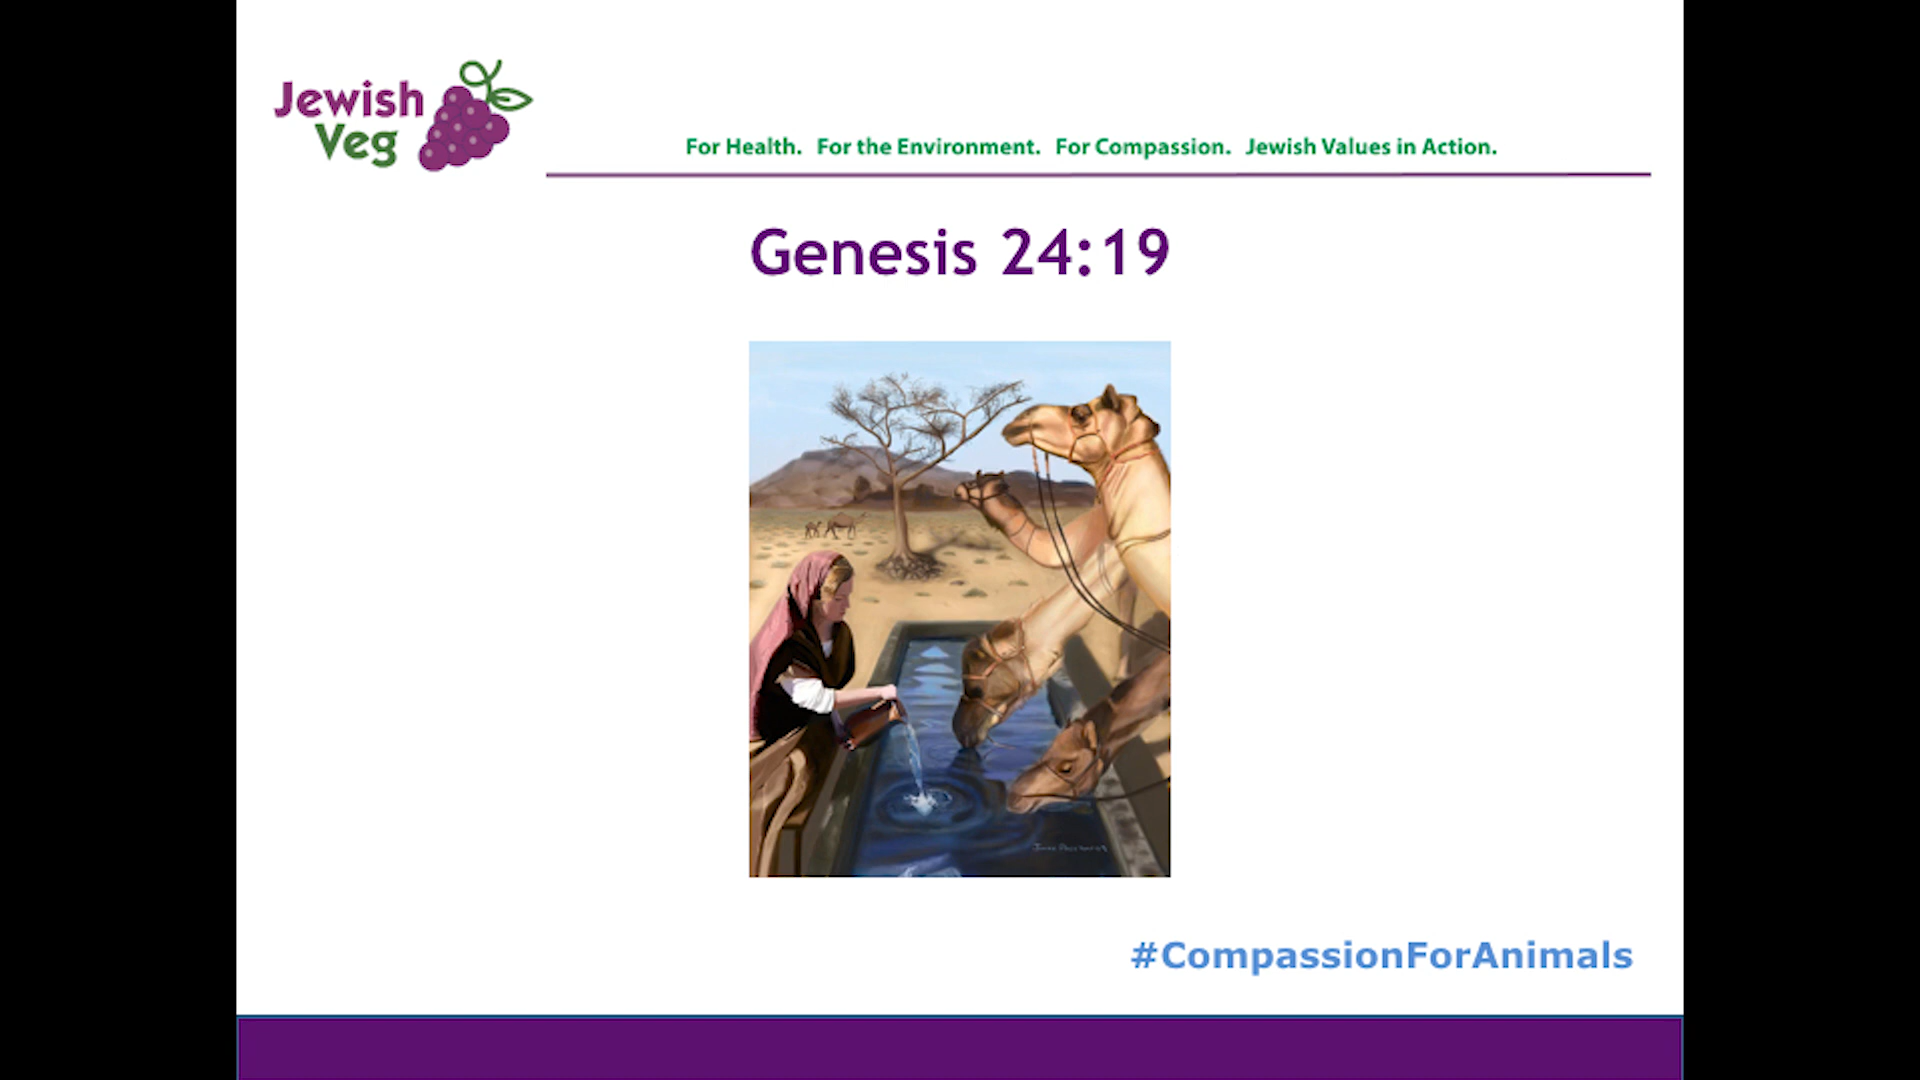 Jewish
Veg
For Health. For the Environment. For Compassion. Jewish Values in Action.
Genesis 24:19
#CompassionForAnimals